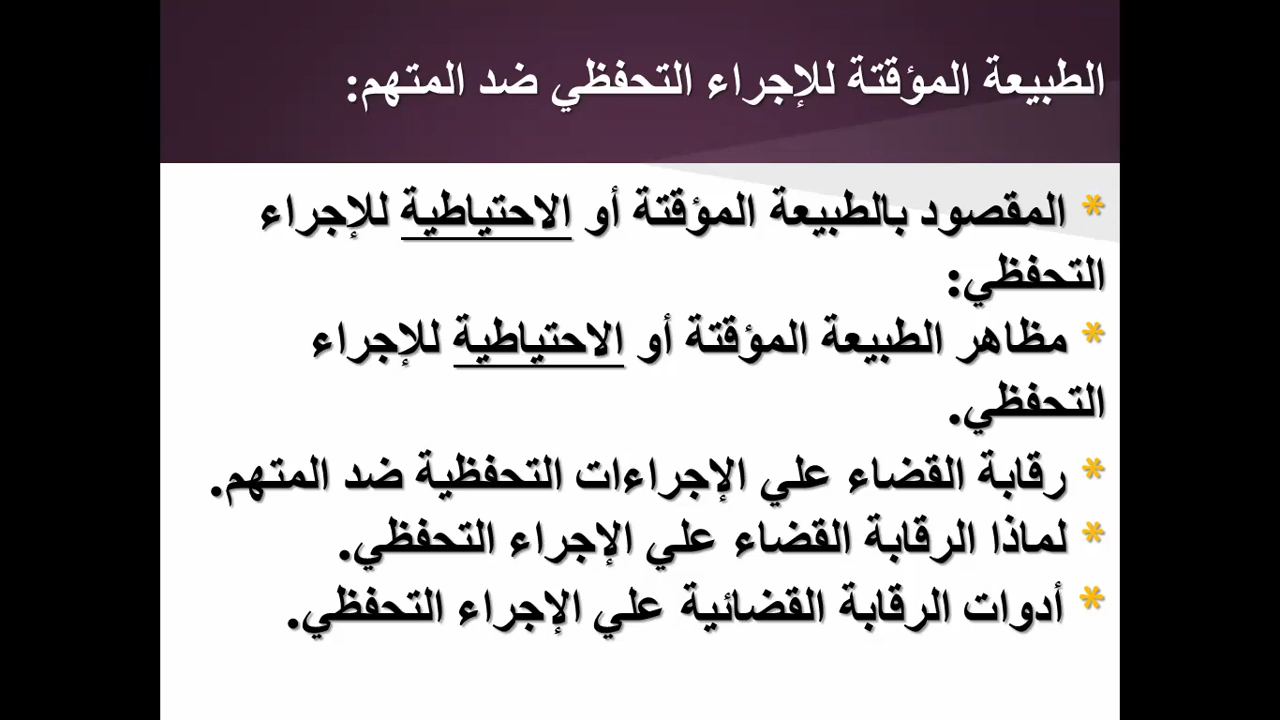 الطبيعة المؤقتة للإجراء التحفظي ضد المتهم:
* المقصود بالطبيعة المؤقتة أو الاحتياطية للإجراء
التحفظي:
* مظاهر الطبيعة المؤقتة أو الاحتياطية للإجراء
التحفظي.
* رقابة القضاء علي الإجراءات التحفظية ضد المتهم.
* لماذا الرقابة القضاء علي الإجراء التحفظي.
* أدوات الرقابة القضائية علي الإجراء التحفظي.